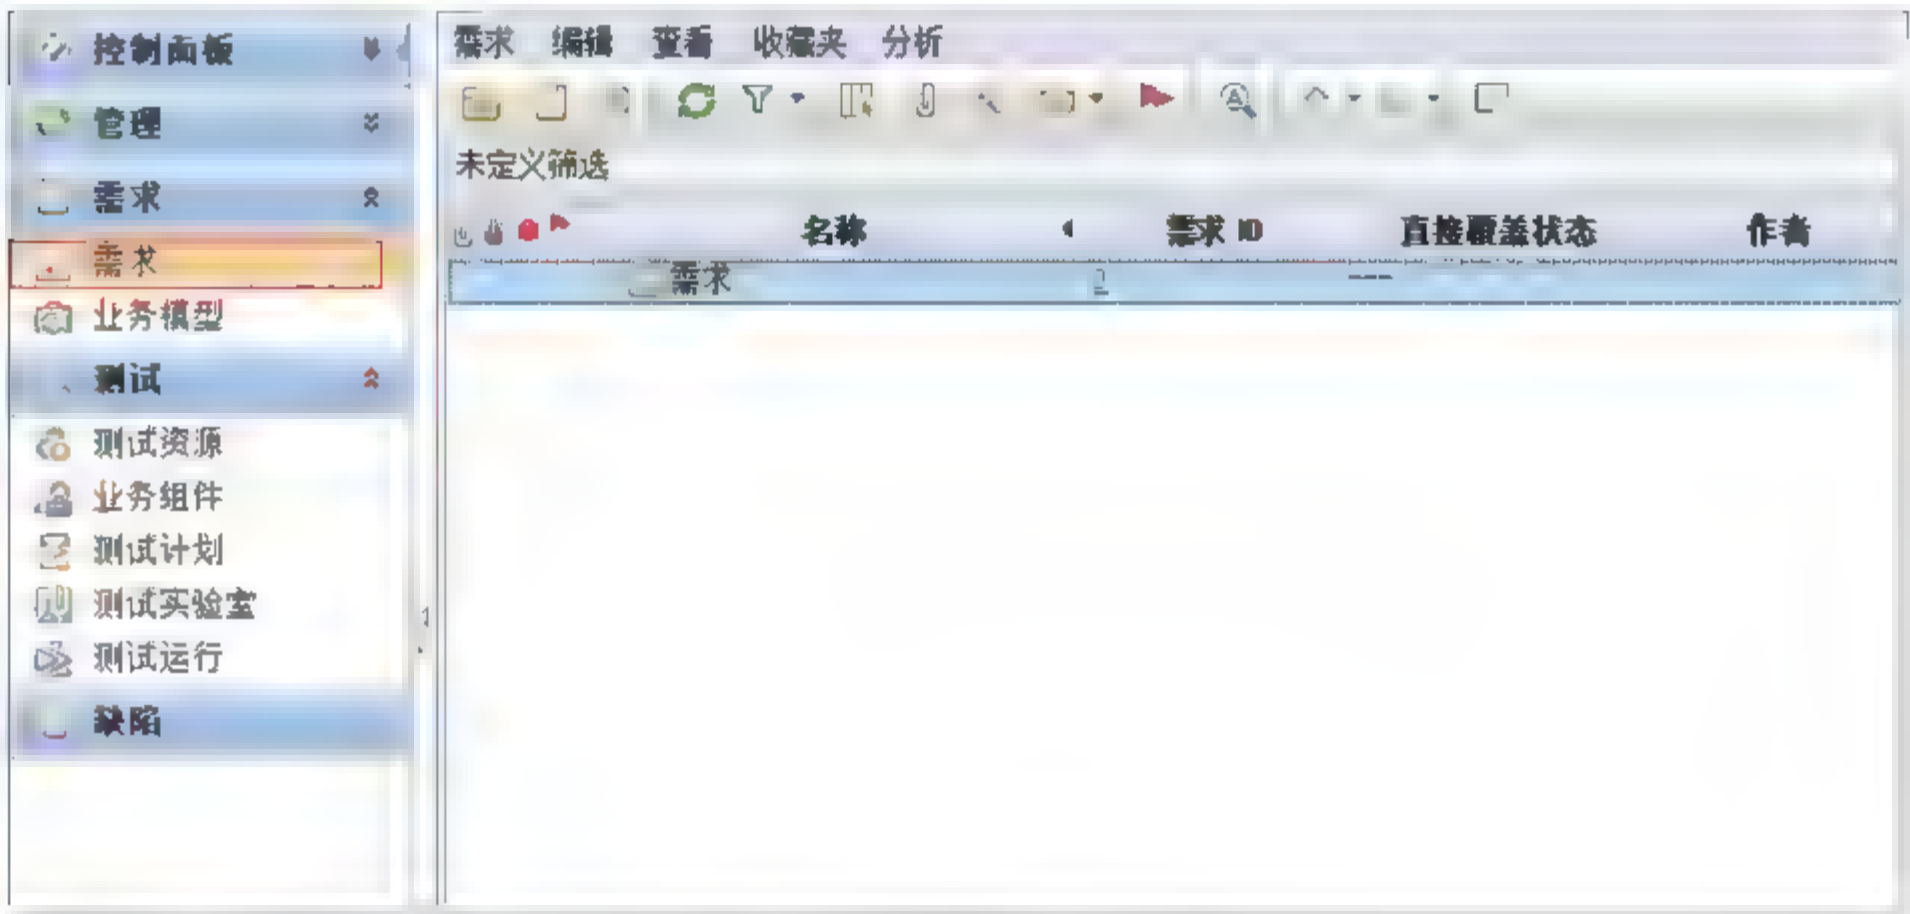 控制面板
管理
需求
需求
业务模型
测试
测试资源
业务组件
测试计划
测试实验室
测试运行
缺陷
需求 编辑 查看 收藏夹 分析
未定义筛选
名称 需求 ID 直接覆盖状态 作者
需求 ---